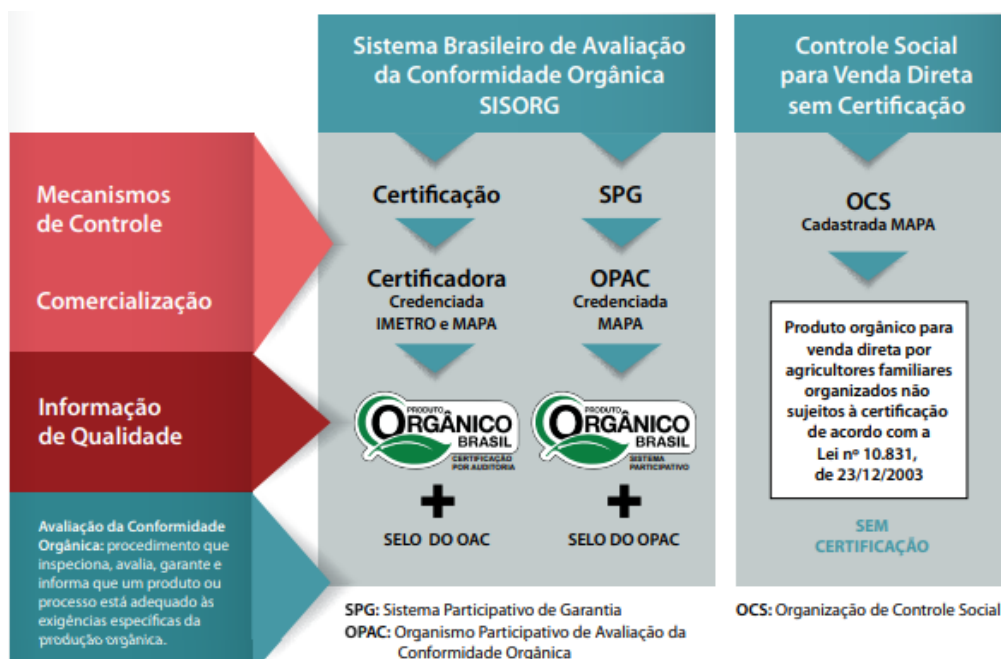 Sistema Brasileiro de Avaliação
da Conformidade Orgânica
SISORG
Controle Social
para Venda Direta
sem Certificação
Mecanismos
de Controle
Comercialização
Informação
de Qualidade
Avaliação da Conformidade
Orgânica: procedimento que
inspeciona, avalia, garante e
informa que um produto ou
processo está adequado às
exigências específicas da
produção orgânica.
Certificação
Certificadora
Credenciada
IMETRO e MAPA
PRODUTO
ORGÂNICO
BRASIL
CERTIFICAÇÃO
POR AUDITORIA
SELO DO OAC
SPG
OPAC
Credenciada
MAPA
PRODUTO
ORGÂNICO
BRASIL
SISTEMA
PARTICIPATIVO
SELO DO OPAC
OCS
Cadastrada MAPA
Produto orgânico para
venda direta por
agricultores familiares
organizados não
sujeitos à certificação
de acordo com a
Lei nº 10.831,
de 23/12/2003
SEM
CERTIFICAÇÃO
SPG: Sistema Participativo de Garantia
OPAC: Organismo Participativo de Avaliação da
Conformidade Orgânica
OCS: Organização de Controle Social